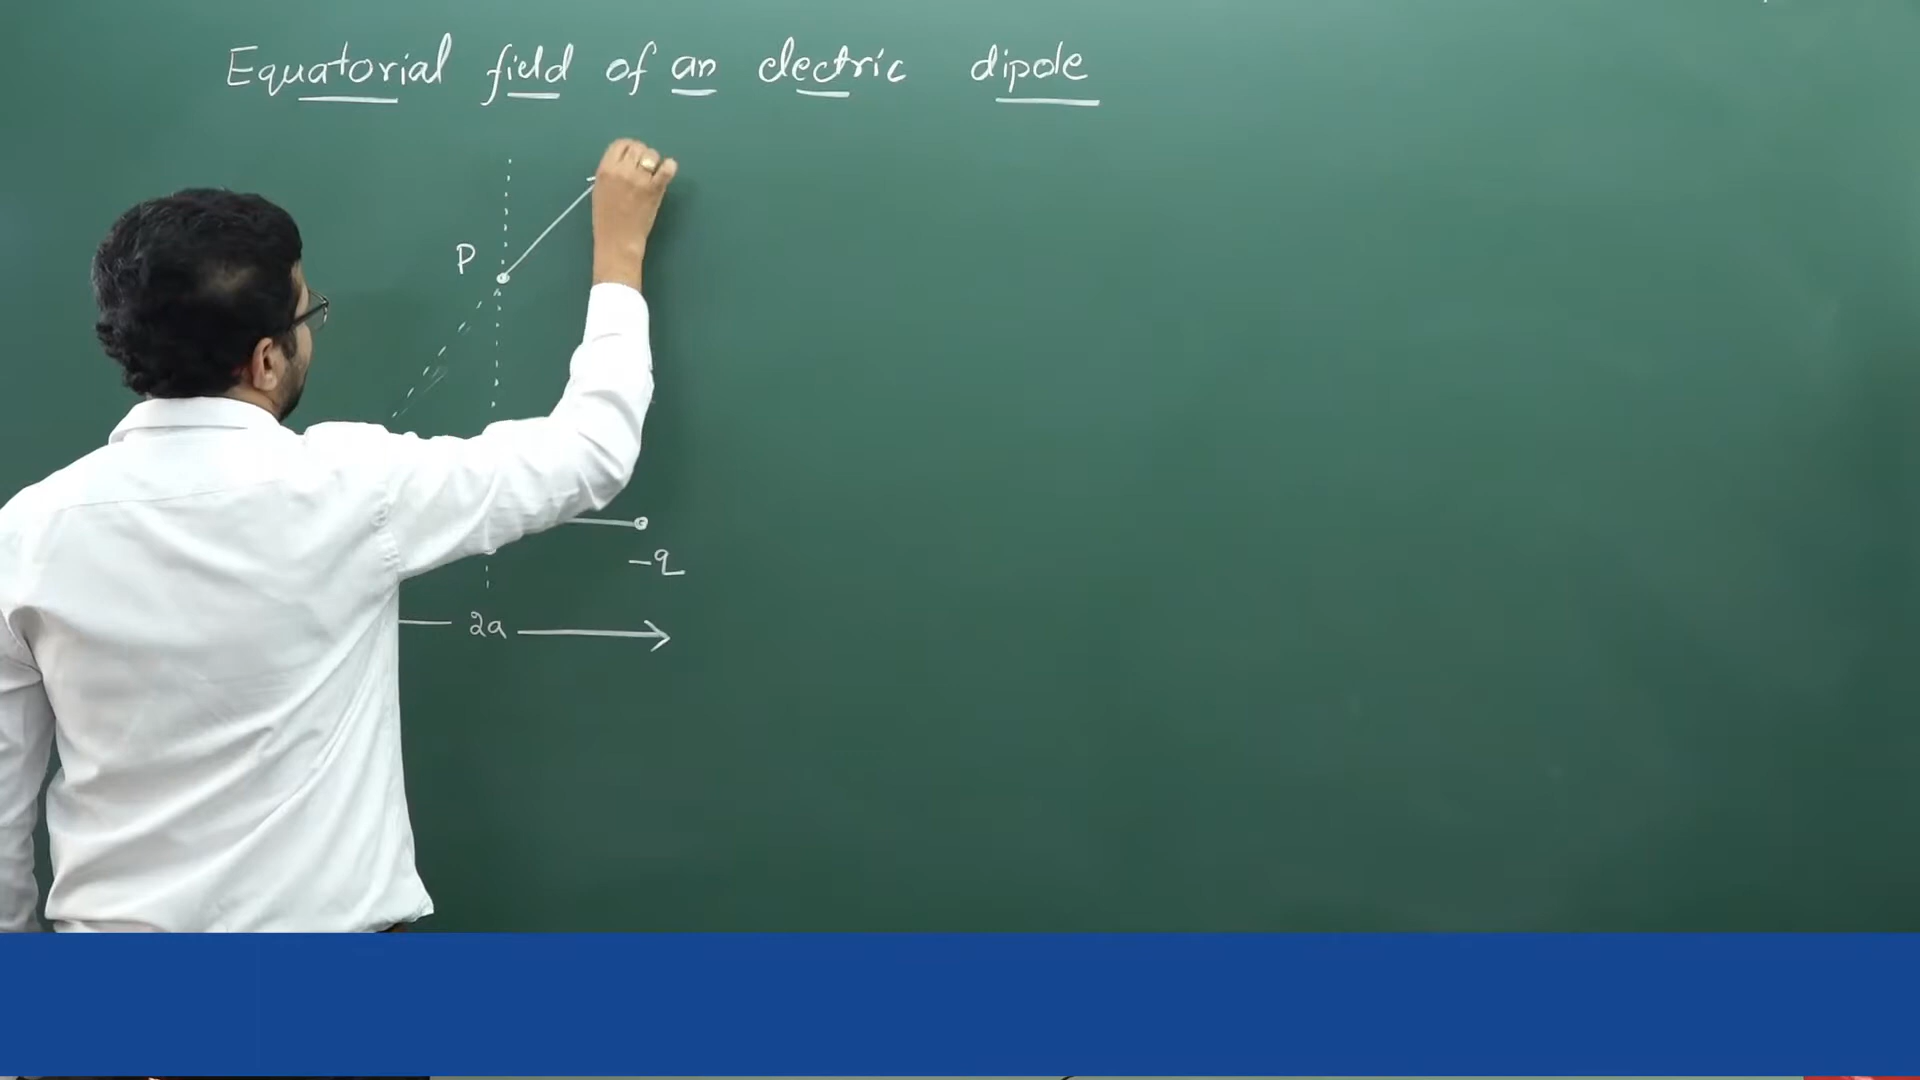 Equatorial field of an electric dipole
P
-q
2a